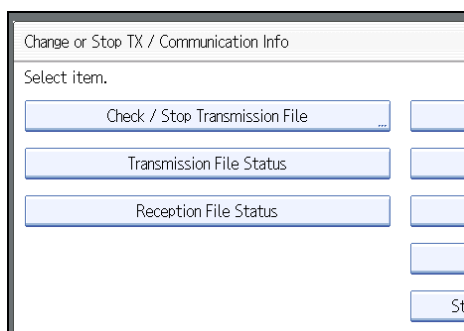 Change or Stop TX / Communication Info
Select item.
Check / Stop Transmission File
Transmission File Status
Reception File Status